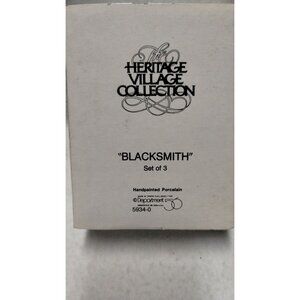 The
HERITAGE
VILLAGE
COLLECTION
"BLACKSMITH"
Set of 3
Handpainted Porcelain
©Department 56
5934-0